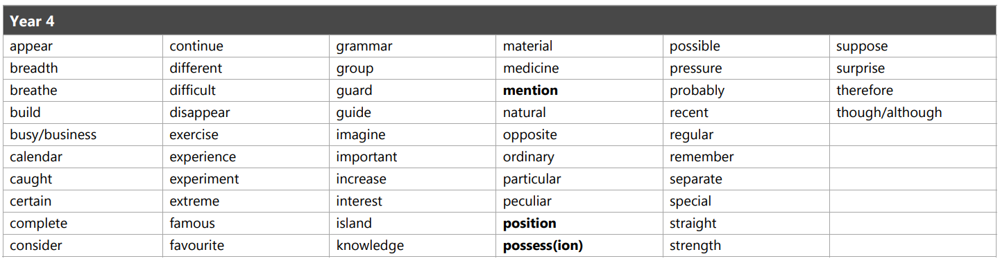 Year 4
appear continue grammar material possible suppose
breadth different group medicine pressure surprise
breathe difficult guard mention probably therefore
build disappear guide natural recent though/although
busy/business exercise imagine opposite regular
calendar experience important ordinary remember
caught experiment increase particular separate
certain extreme interest peculiar special
complete famous island position straight
consider favourite knowledge possess(ion) strength